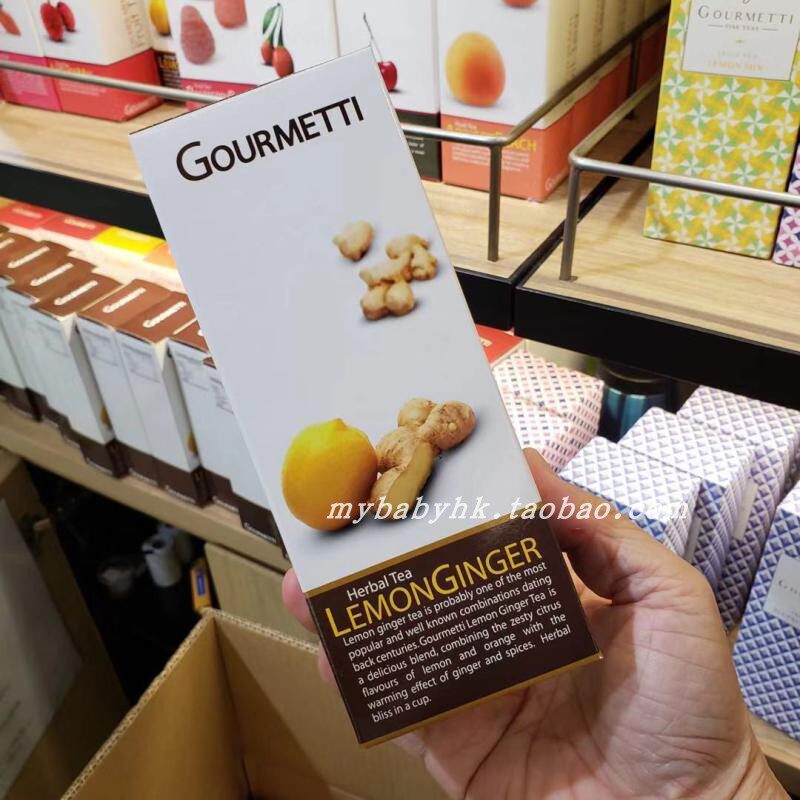 GOURMETTI
GOURMETTI
LEMON
mybabyhk.taobao.com
Herbal Tea
LEMONGINGER
Lemon ginger tea is probably one of the most
popular and well known combinations dating
back centuries.Gourmetti Lemon Ginger Tea is
a delicious blend, combining the zesty citrus
flavours of lemon and orange with the
warming effect of ginger and spices. Herbal
bliss in a cup.